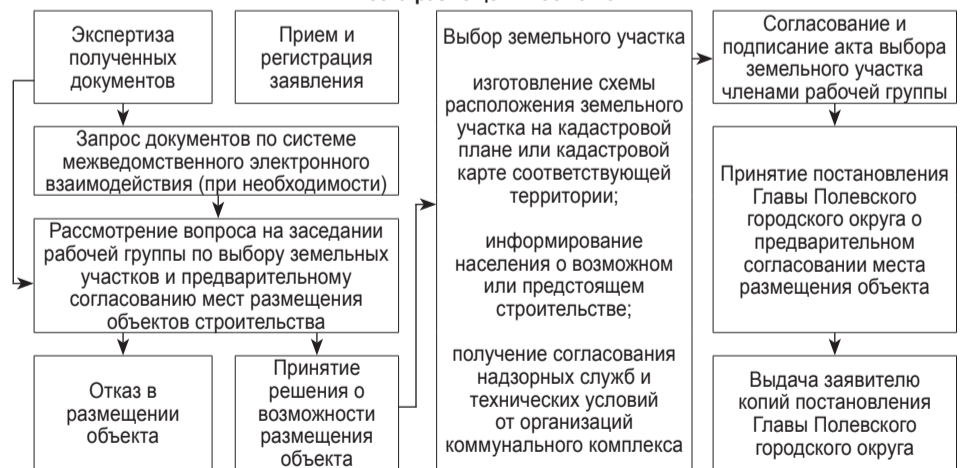 Экспертиза
полученных
документов
Прием и
регистрация
заявления
Запрос документов по системе
межведомственного электронного
взаимодействия (при необходимости)
Рассмотрение вопроса на заседании
рабочей группы по выбору земельных
участков и предварительному
согласованию мест размещения
объектов строительства
Отказ в
размещении
объекта
Принятие
решения о
возможности
размещения
объекта
Выбор земельного участка
изготовление схемы
расположения земельного
участка на кадастровой
плане или кадастровой
карте соответствующей
территории;
информирование
населения о возможном
или предстоящем
строительстве;
получение согласования
надзорных служб и
технических условий
от организаций
коммунального комплекса
Согласование и
подписание акта выбора
земельного участка
членами рабочей группы
Принятие постановления
Главы Полевского
городского округа о
предварительном
согласовании места
размещения объекта
Выдача заявителю
копий постановления
Главы Полевского
городского округа